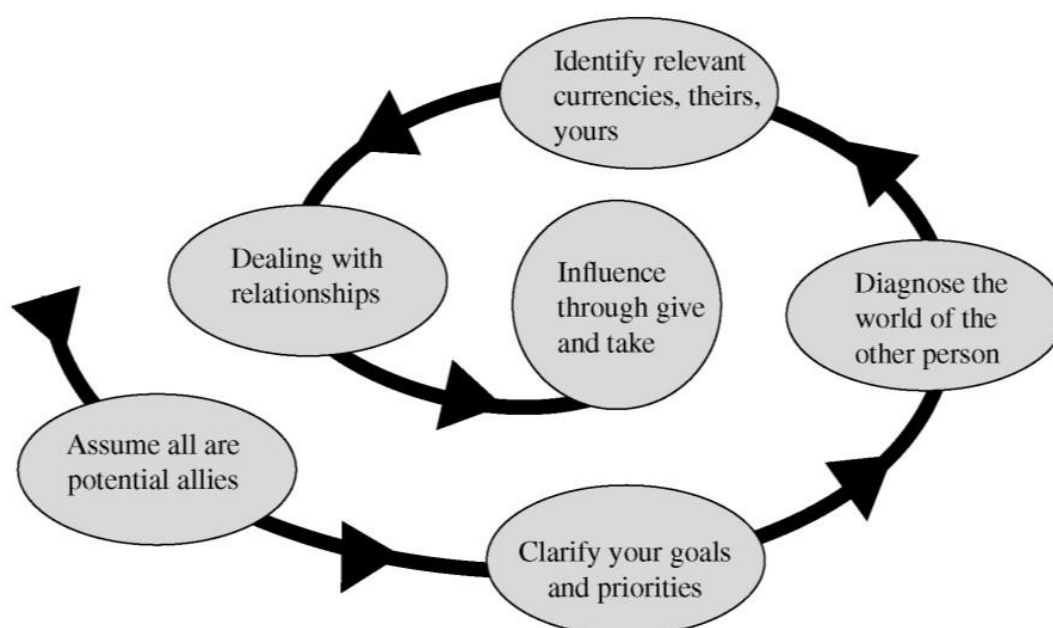 Identify relevant
currencies, theirs,
yours
Dealing with
relationships
Influence
through give
and take
Diagnose the
world of the
other person
Assume all are
potential allies
Clarify your goals
and priorities